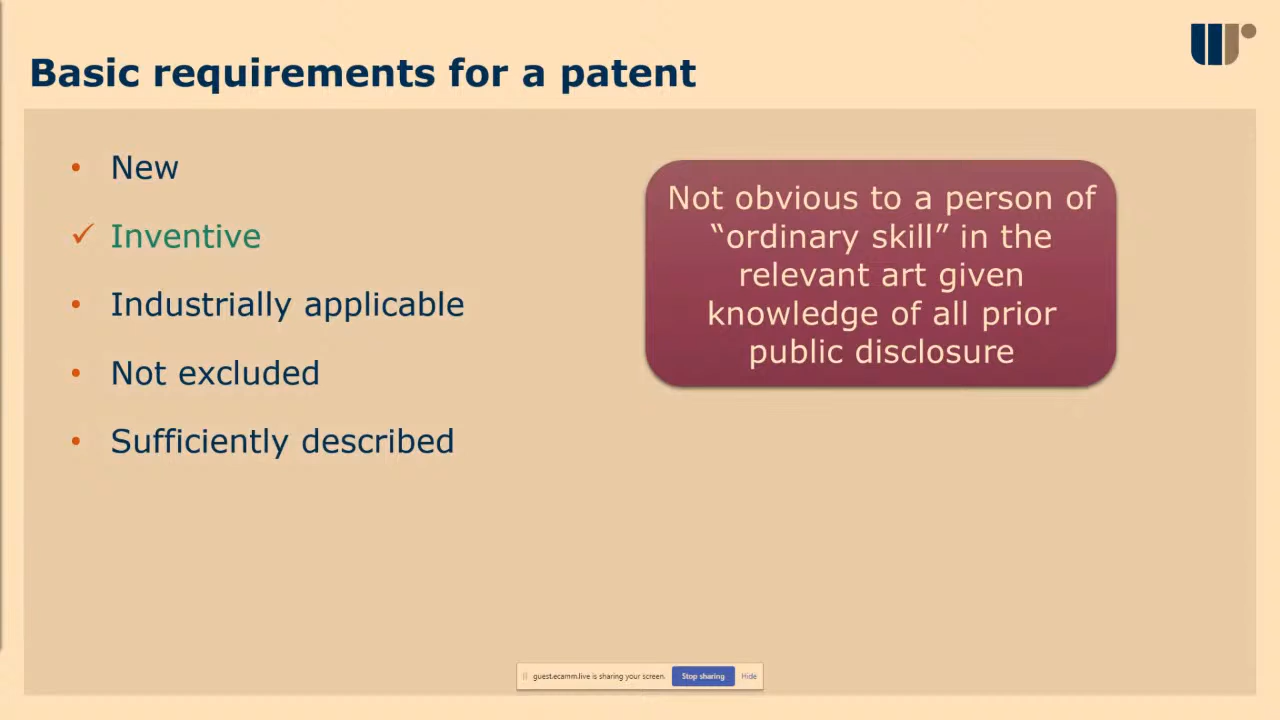 Basic requirements for a patent
• New
✓ Inventive
• Industrially applicable
• Not excluded
• Sufficiently described
Not obvious to a person of
“ordinary skill” in the
relevant art given
knowledge of all prior
public disclosure
guest.ecamm.live is sharing your screen. Stop sharing Hide